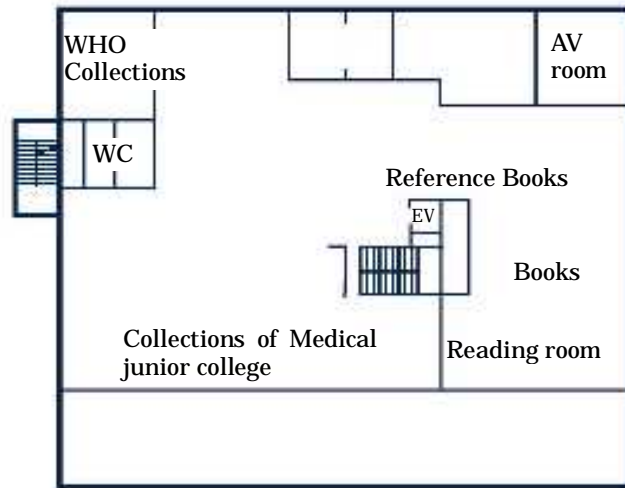 WHO
Collections
AV
room
WC
Reference Books
EV
Books
Collections of Medical
junior college
Reading room